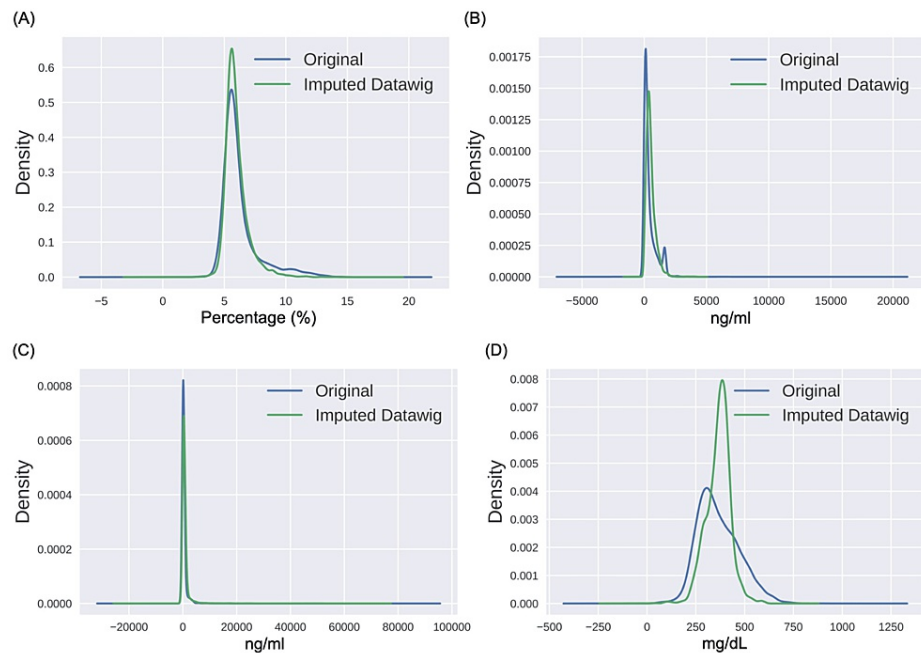 (A)
Original
Imputed Datawig
0.6
0.5
0.4
0.3
0.2
0.1
0.0
Density
−5
0
5
10
15
20
Percentage (%)
(B)
Original
Imputed Datawig
0.00175
0.00150
0.00125
0.00100
0.00075
0.00050
0.00025
0.00000
Density
−5000
0
5000
10000
15000
20000
ng/ml
(C)
Original
Imputed Datawig
0.0008
0.0006
0.0004
0.0002
0.0000
Density
−20000
0
20000
40000
60000
80000
100000
ng/ml
(D)
Original
Imputed Datawig
0.008
0.007
0.006
0.005
0.004
0.003
0.002
0.001
0.000
Density
−500
−250
0
250
500
750
1000
1250
mg/dL